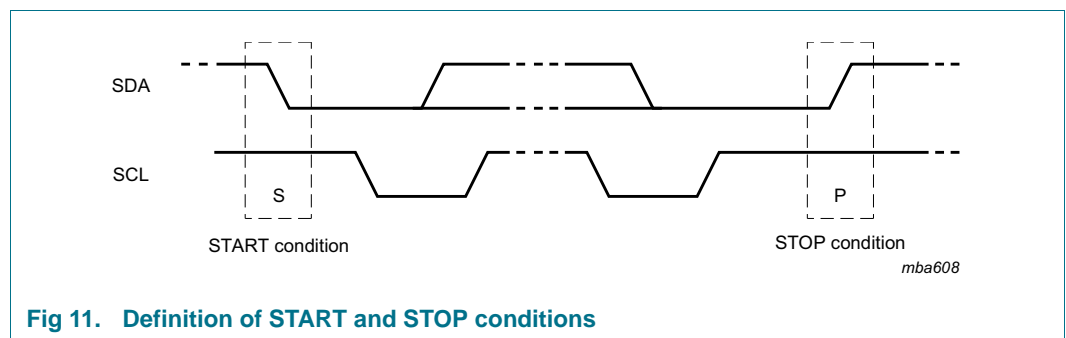 SDA
SCL
S
P
START condition
STOP condition
mba608
Fig 11. Definition of START and STOP conditions